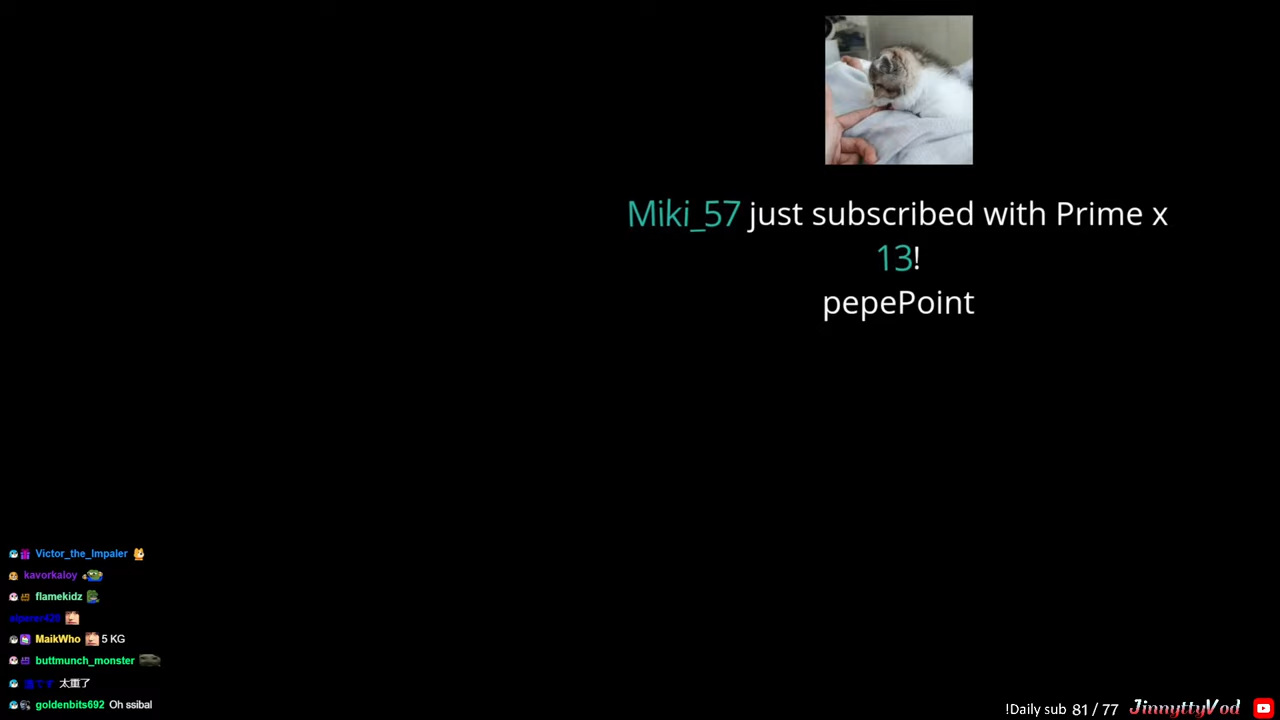 Miki_57 just subscribed with Prime x
13!
pepePoint
Victor_the_Impaler
kavorkaloy
flamekidz
MaikWho 5 KG
buttmunch_monster
太重了
goldenbits692 Oh ssibal
!Daily sub 81 / 77 JinnyttyVod